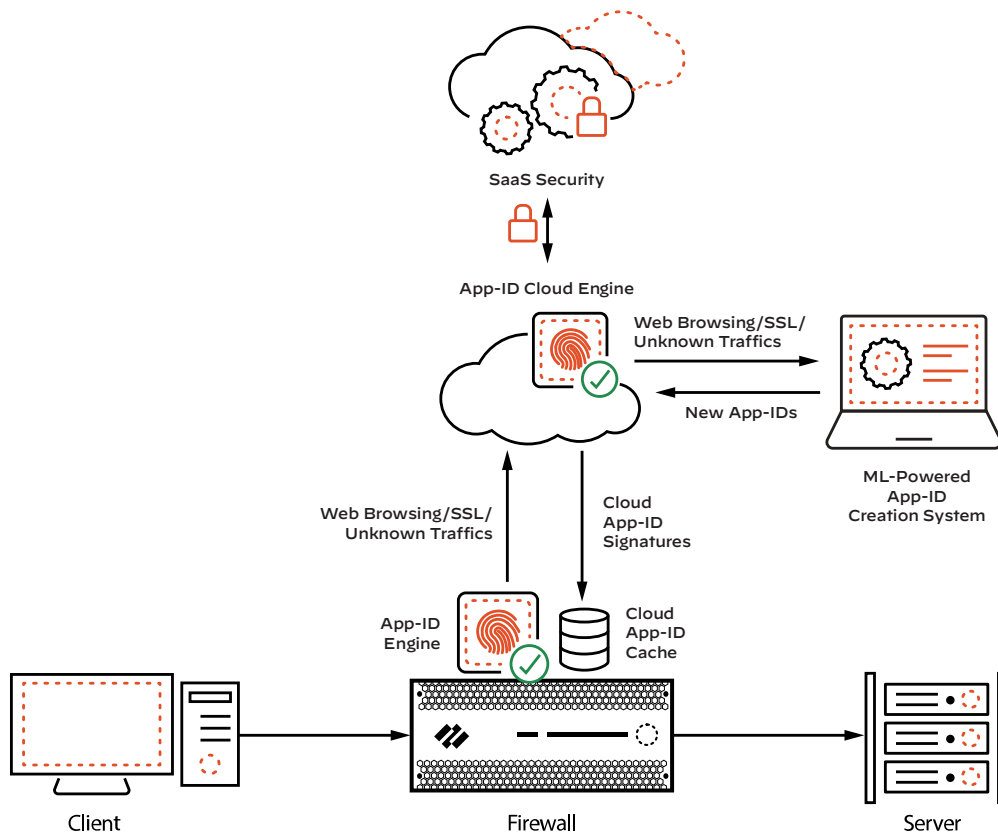 SaaS Security
App-ID Cloud Engine
Web Browsing/SSL/
Unknown Traffics
New App-IDs
ML-Powered
App-ID
Creation System
Web Browsing/SSL/
Unknown Traffics
Cloud
App-ID
Signatures
App-ID
Engine
Cloud
App-ID
Cache
Client
Firewall
Server